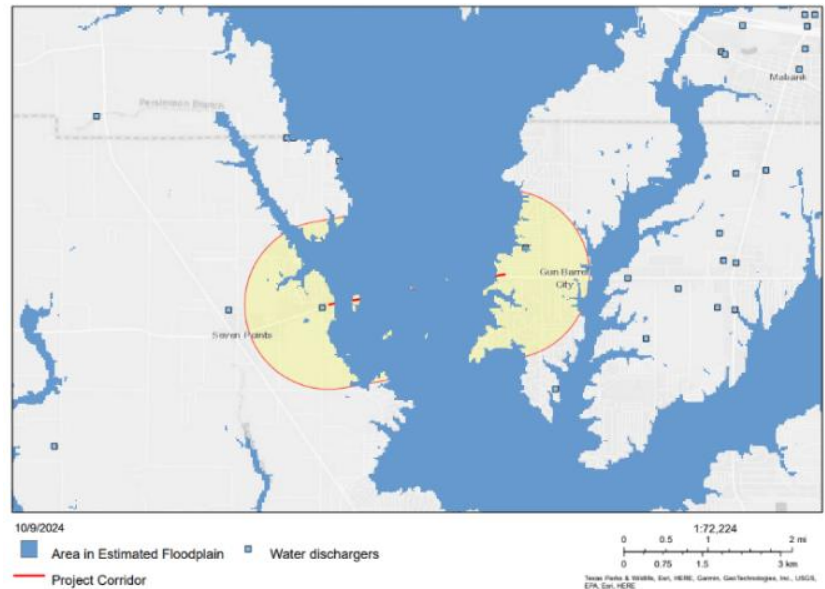 Persimmon Branch
Mabank
Gun Barrel
City
Seven Points
10/9/2024
Area in Estimated Floodplain
Water dischargers
Project Corridor
1:72,224
0 0.5 1 2 mi
0 0.75 1.5 3 km
Texas Parks & Wildlife, Esri, HERE, Garmin, GeoTechnologies, Inc., USGS,
EPA, Esri, HERE